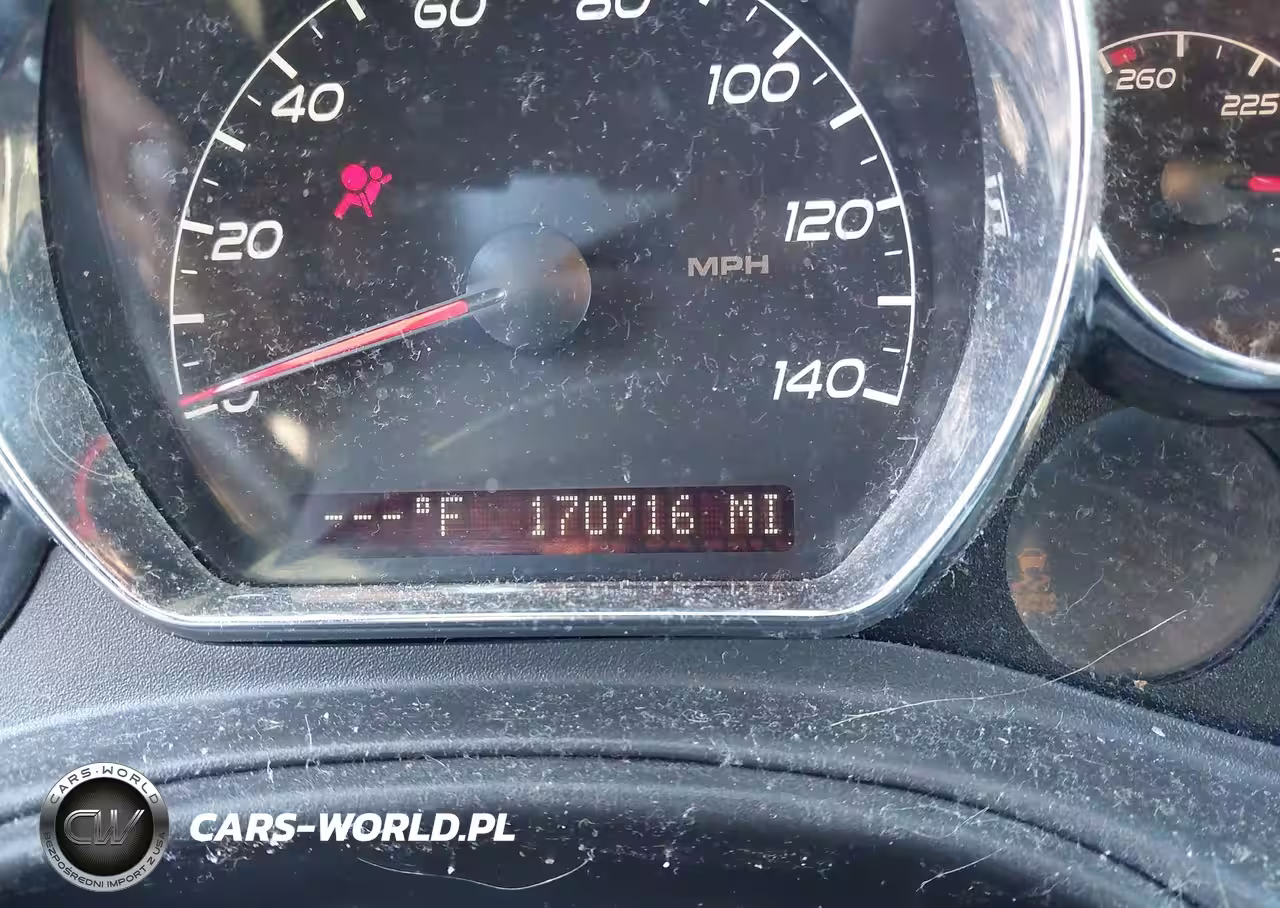 60
80
40
100
20
120
MPH
140
---°F 170716 MI
260
225
CARS-WORLD
CW
BEZPOŚREDNI IMPORT Z USA
CARS-WORLD.PL